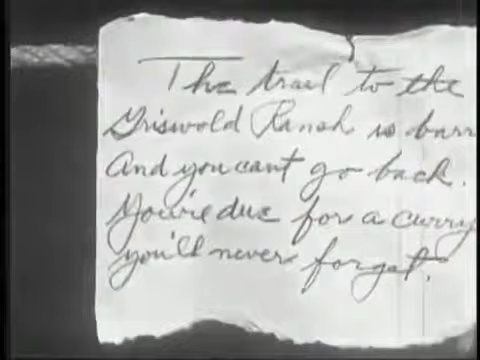 The trail to the
Griswold Ranch is barr
And you cant go back.
You're due for a curry
you'll never forget.